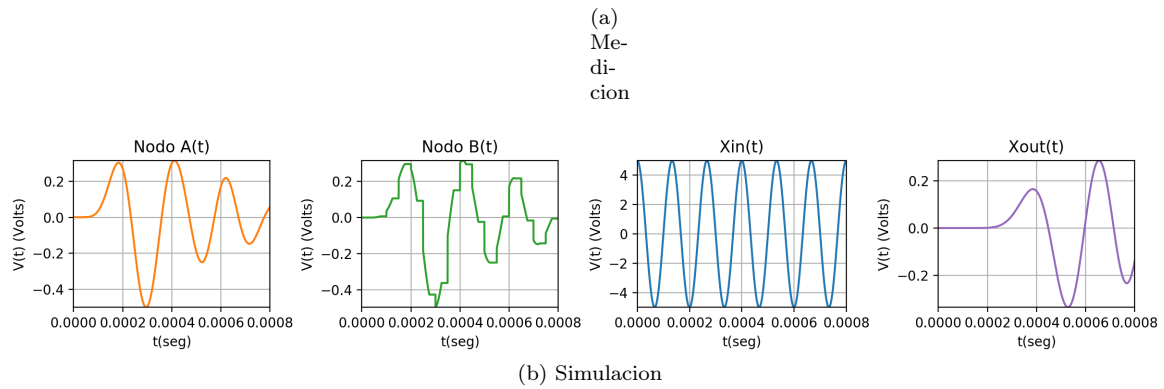 (a)
Me-
di-
cion
Nodo A(t)
Nodo B(t)
Xin(t)
Xout(t)
V(t) (Volts)
0.2
0.0
−0.2
−0.4
0.00000 0.0002 0.0004 0.0006 0.0008
t(seg)
V(t) (Volts)
0.2
0.0
−0.2
−0.4
0.00000 0.0002 0.0004 0.0006 0.0008
t(seg)
V(t) (Volts)
4
2
0
−2
−4
0.0000 0.0002 0.0004 0.0006 0.0008
t(seg)
V(t) (Volts)
0.2
0.0
−0.2
0.00000 0.0002 0.0004 0.0006 0.0008
t(seg)
(b) Simulacion